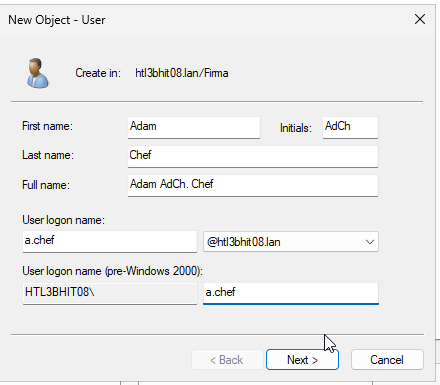 New Object - User
Create in: htl3bhit08.lan/Firma
First name: Adam Initials: AdCh
Last name: Chef
Full name: Adam AdCh. Chef
User logon name:
a.chef @htl3bhit08.lan
User logon name (pre-Windows 2000):
HTL3BHIT08\ a.chef
< Back Next > Cancel